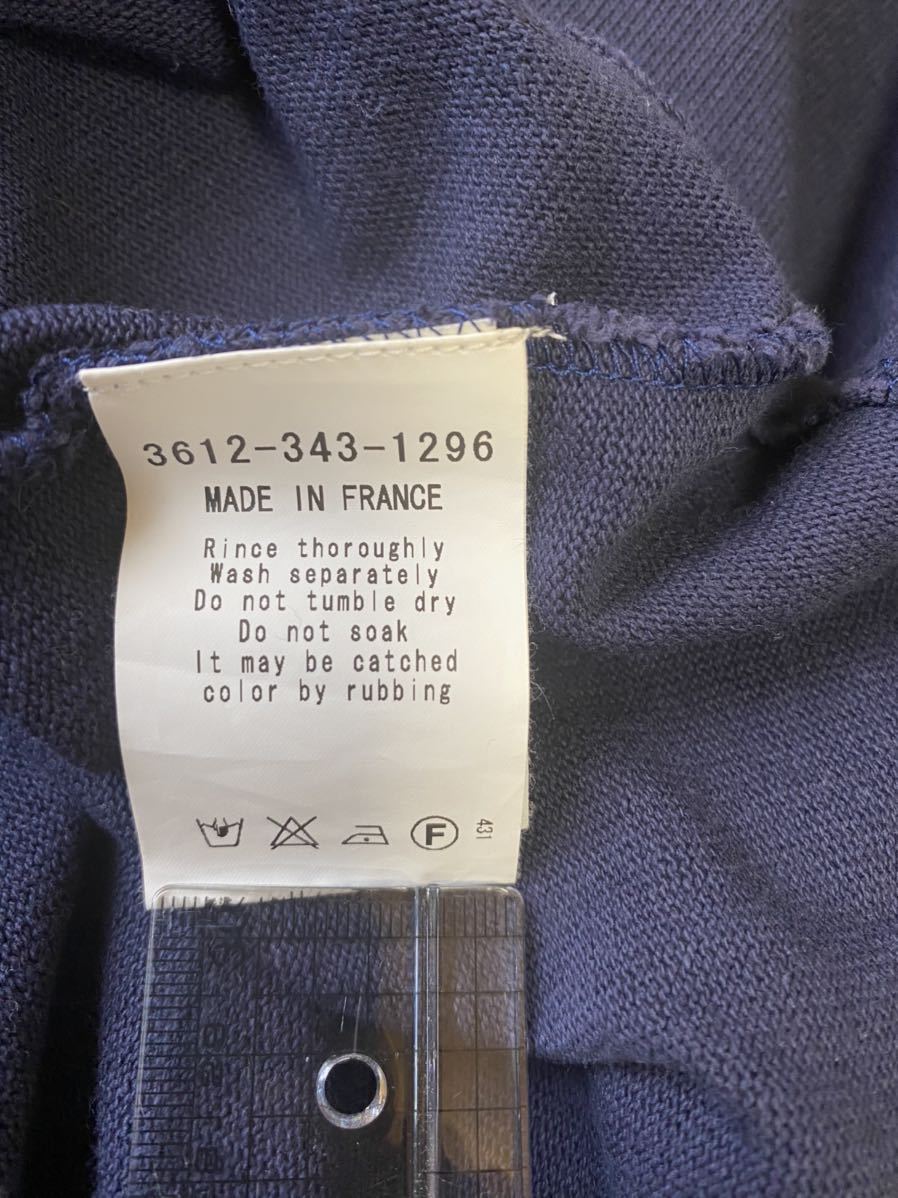 3612-343-1296
MADE IN FRANCE
Rince thoroughly
Wash separately
Do not tumble dry
Do not soak
It may be catched
color by rubbing
F
431